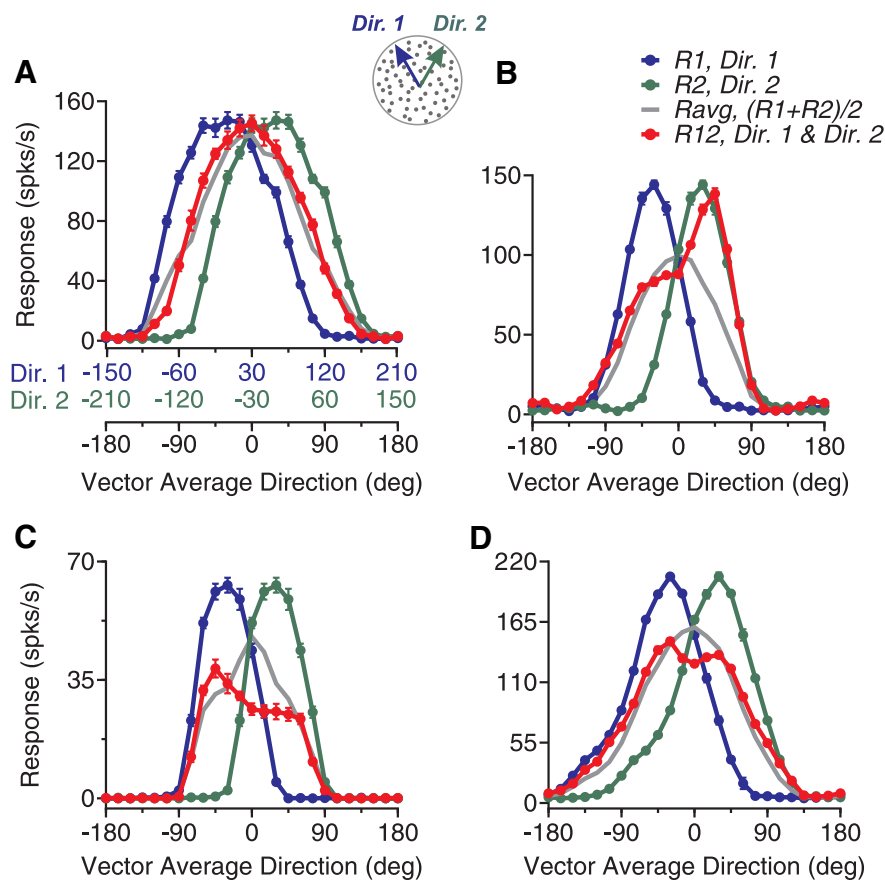 Dir. 1 Dir. 2
A
Response (spks/s)
160
120
80
40
0
Dir. 1 -150 -60 30 120 210
Dir. 2 -210 -120 -30 60 150
-180 -90 0 90 180
Vector Average Direction (deg)
B
R1, Dir. 1
R2, Dir. 2
Ravg, (R1+R2)/2
R12, Dir. 1 & Dir. 2
150
100
50
0
-180 -90 0 90 180
Vector Average Direction (deg)
C
Response (spks/s)
70
35
0
-180 -90 0 90 180
Vector Average Direction (deg)
D
220
165
110
55
0
-180 -90 0 90 180
Vector Average Direction (deg)